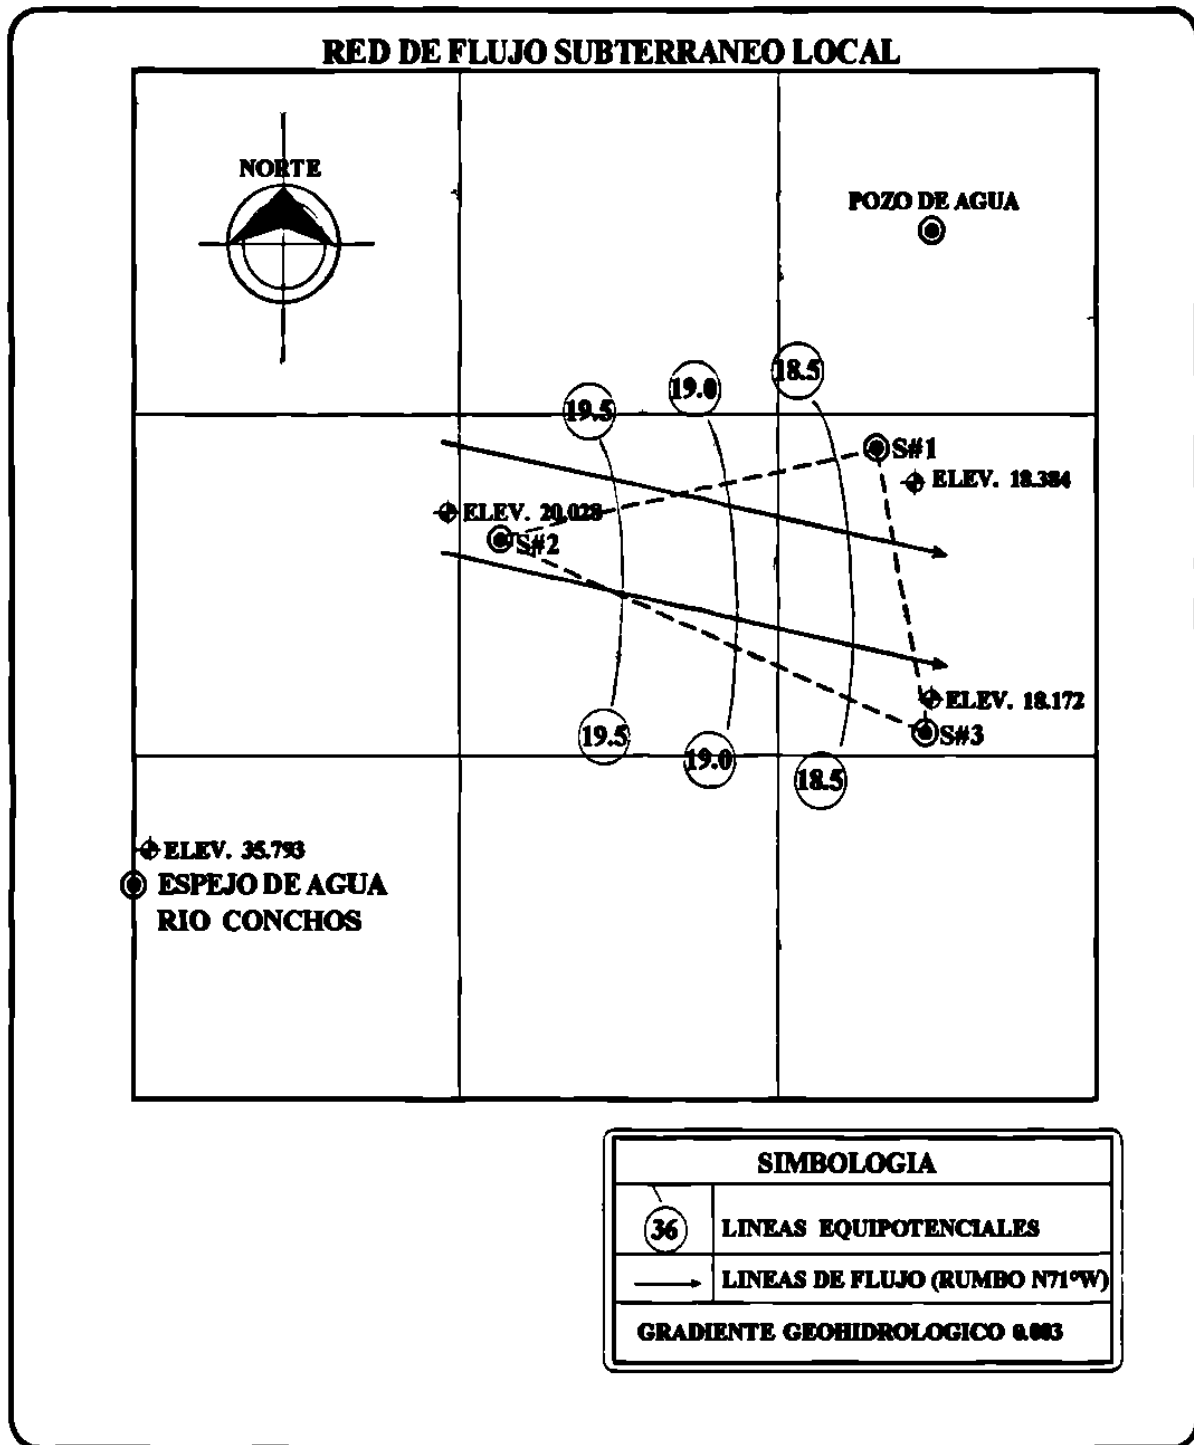 RED DE FLUJO SUBTERRANEO LOCAL
NORTE
POZO DE AGUA
18.5
19.0
19.5
S#1
ELEV. 18.384
ELEV. 20.028
S#2
ELEV. 18.172
S#3
19.5
19.0
18.5
ELEV. 35.793
ESPEJO DE AGUA
RIO CONCHOS
SIMBOLOGIA
36
LINEAS EQUIPOTENCIALES
LINEAS DE FLUJO (RUMBO N71°W)
GRADIENTE GEOHIDROLOGICO 0.003